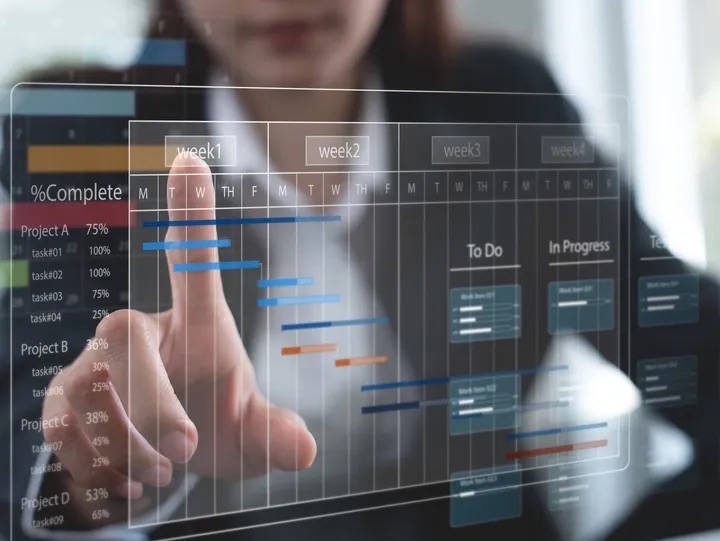 week1 week2 week3 week4
M T W TH F M T W TH F M T W TH F M T W TH F
%Complete
Project A 75%
task#01 100%
task#02 100%
task#03 75%
task#04 25%
Project B 36%
task#05 30%
task#06 25%
Project C 38%
task#07 45%
task#08 25%
Project D 53%
task#09 65%
To Do
In Progress